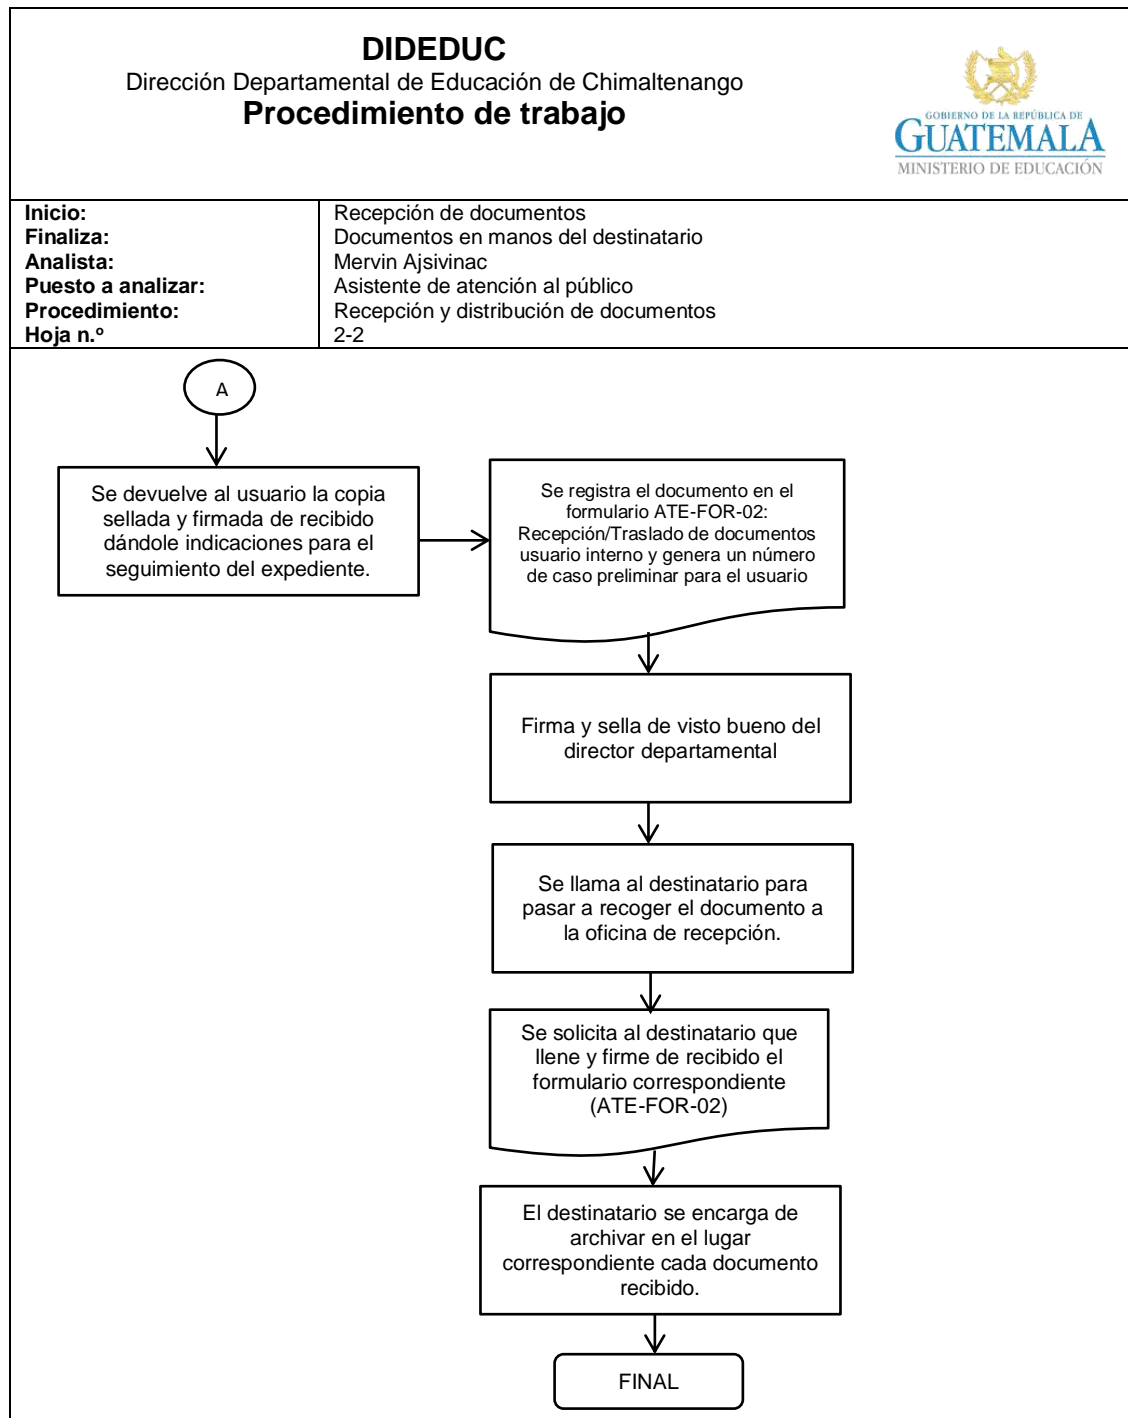 DIDEDUC
Dirección Departamental de Educación de Chimaltenango
Procedimiento de trabajo
GOBIERNO DE LA REPÚBLICA DE
GUATEMALA
MINISTERIO DE EDUCACIÓN
Inicio: Recepción de documentos
Finaliza: Documentos en manos del destinatario
Analista: Mervin Ajsivinac
Puesto a analizar: Asistente de atención al público
Procedimiento: Recepción y distribución de documentos
Hoja n.º 2-2
A
Se devuelve al usuario la copia
sellada y firmada de recibido
dándole indicaciones para el
seguimiento del expediente.
Se registra el documento en el
formulario ATE-FOR-02:
Recepción/Traslado de documentos
usuario interno y genera un número
de caso preliminar para el usuario
Firma y sella de visto bueno del
director departamental
Se llama al destinatario para
pasar a recoger el documento a
la oficina de recepción.
Se solicita al destinatario que
llene y firme de recibido el
formulario correspondiente
(ATE-FOR-02)
El destinatario se encarga de
archivar en el lugar
correspondiente cada documento
recibido.
FINAL